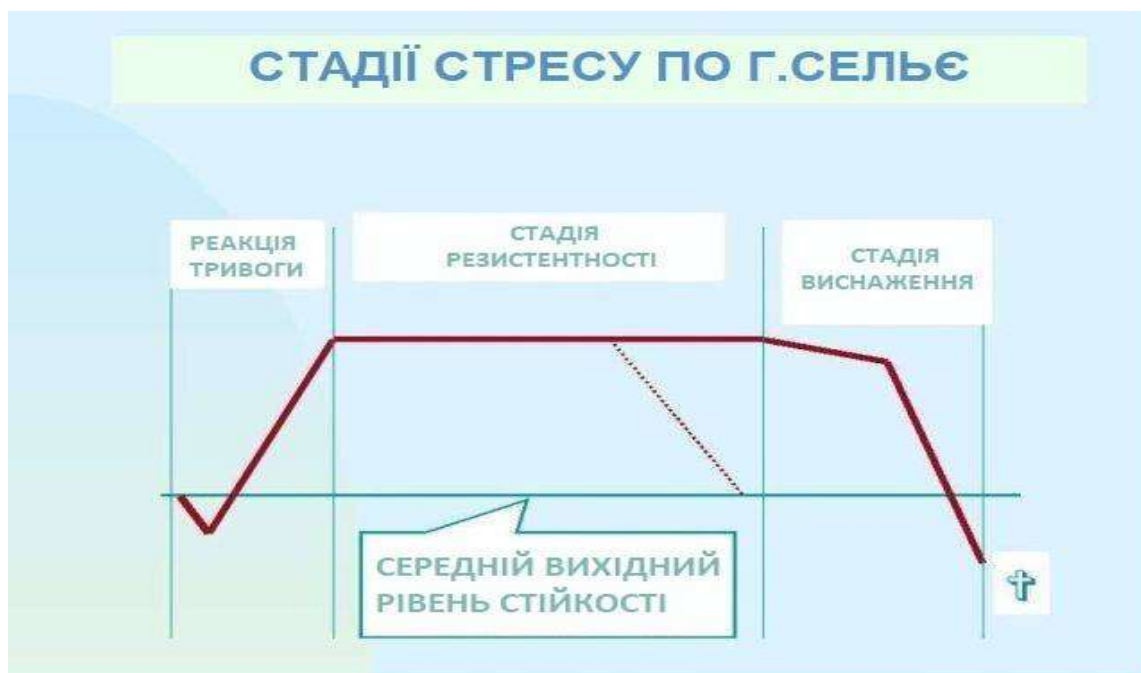 СТАДІЇ СТРЕСУ ПО Г.СЕЛЬЄ
РЕАКЦІЯ
ТРИВОГИ
СТАДІЯ
РЕЗИСТЕНТНОСТІ
СТАДІЯ
ВИСНАЖЕННЯ
СЕРЕДНІЙ ВИХІДНИЙ
РІВЕНЬ СТІЙКОСТІ